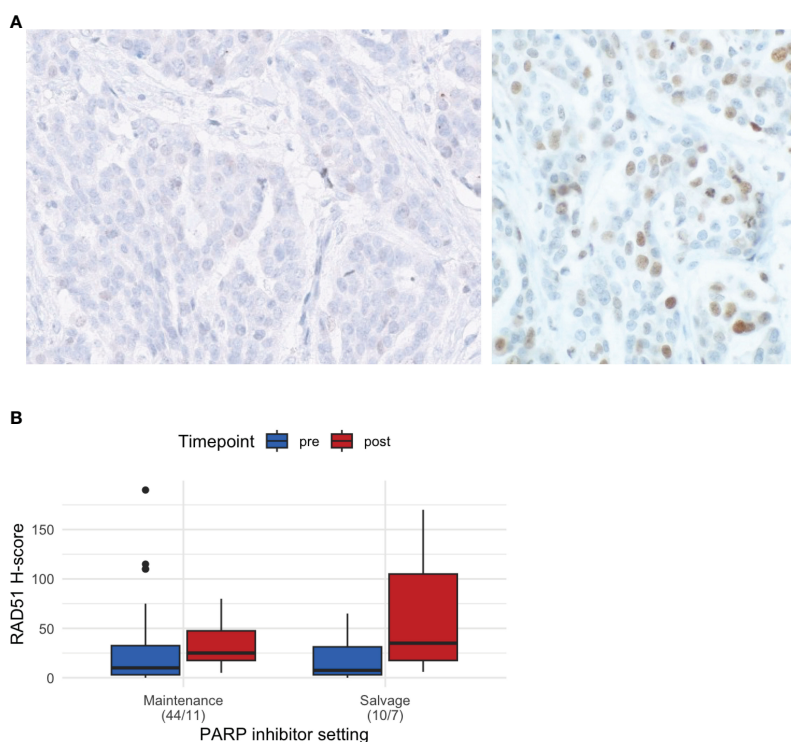 A
B
Timepoint pre post
RAD51 H-score
150
100
50
0
Maintenance
(44/11)
Salvage
(10/7)
PARP inhibitor setting